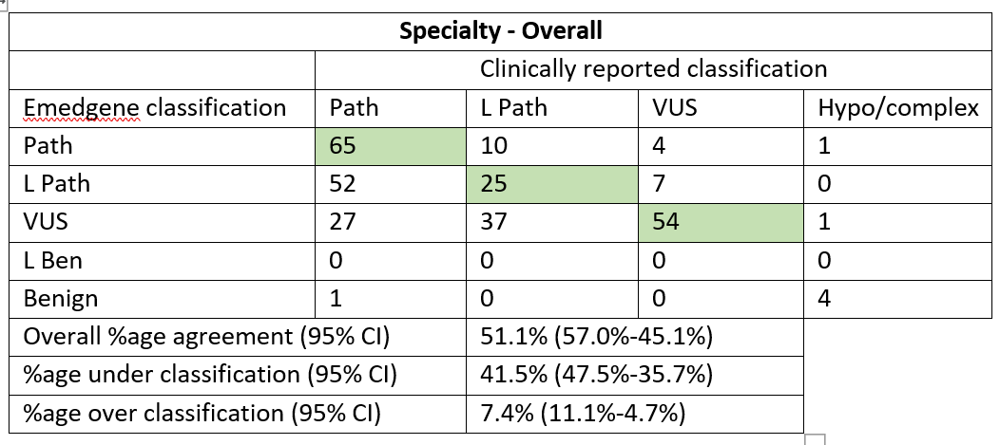 Specialty - Overall
Clinically reported classification
Emedgene classification Path L Path VUS Hypo/complex
Path 65 10 4 1
L Path 52 25 7 0
VUS 27 37 54 1
L Ben 0 0 0 0
Benign 1 0 0 4
Overall %age agreement (95% CI) 51.1% (57.0%-45.1%)
%age under classification (95% CI) 41.5% (47.5%-35.7%)
%age over classification (95% CI) 7.4% (11.1%-4.7%)